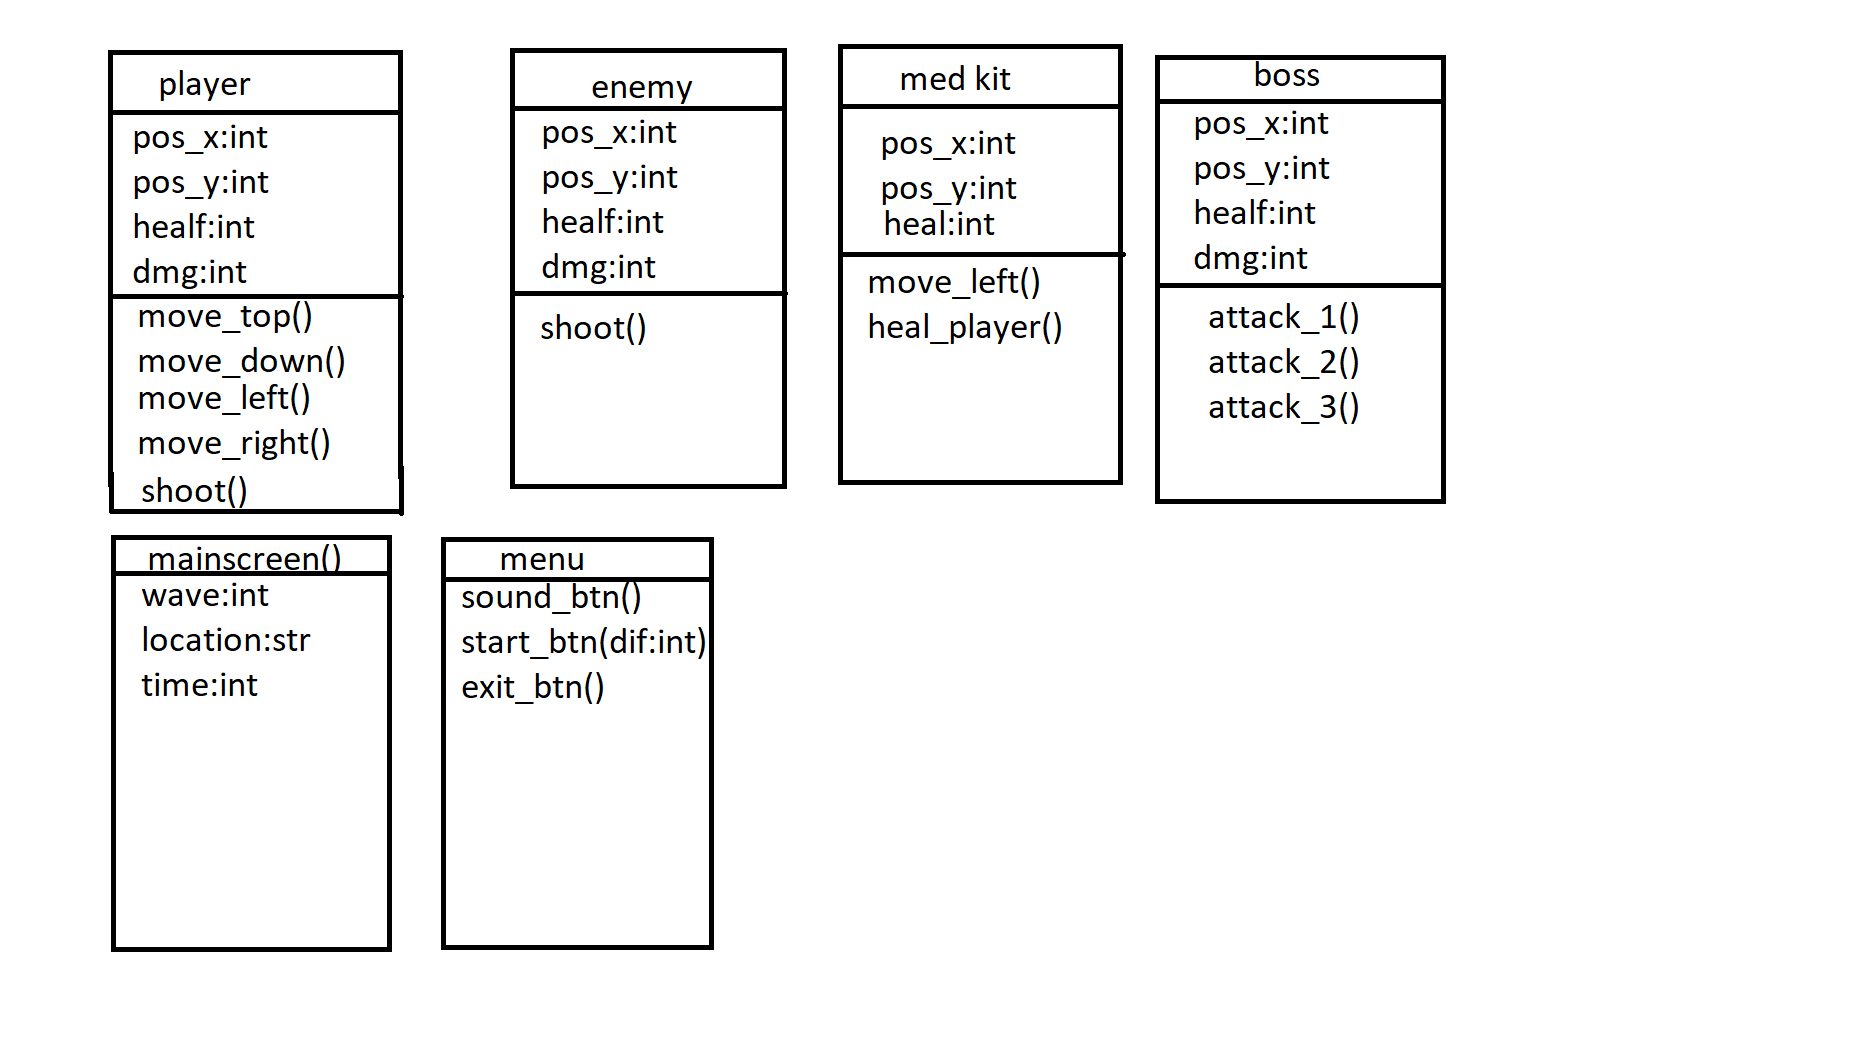 player
pos_x:int
pos_y:int
healf:int
dmg:int
move_top()
move_down()
move_left()
move_right()
shoot()
enemy
pos_x:int
pos_y:int
healf:int
dmg:int
shoot()
med kit
pos_x:int
pos_y:int
heal:int
move_left()
heal_player()
boss
pos_x:int
pos_y:int
healf:int
dmg:int
attack_1()
attack_2()
attack_3()
mainscreen()
wave:int
location:str
time:int
menu
sound_btn()
start_btn(dif:int)
exit_btn()